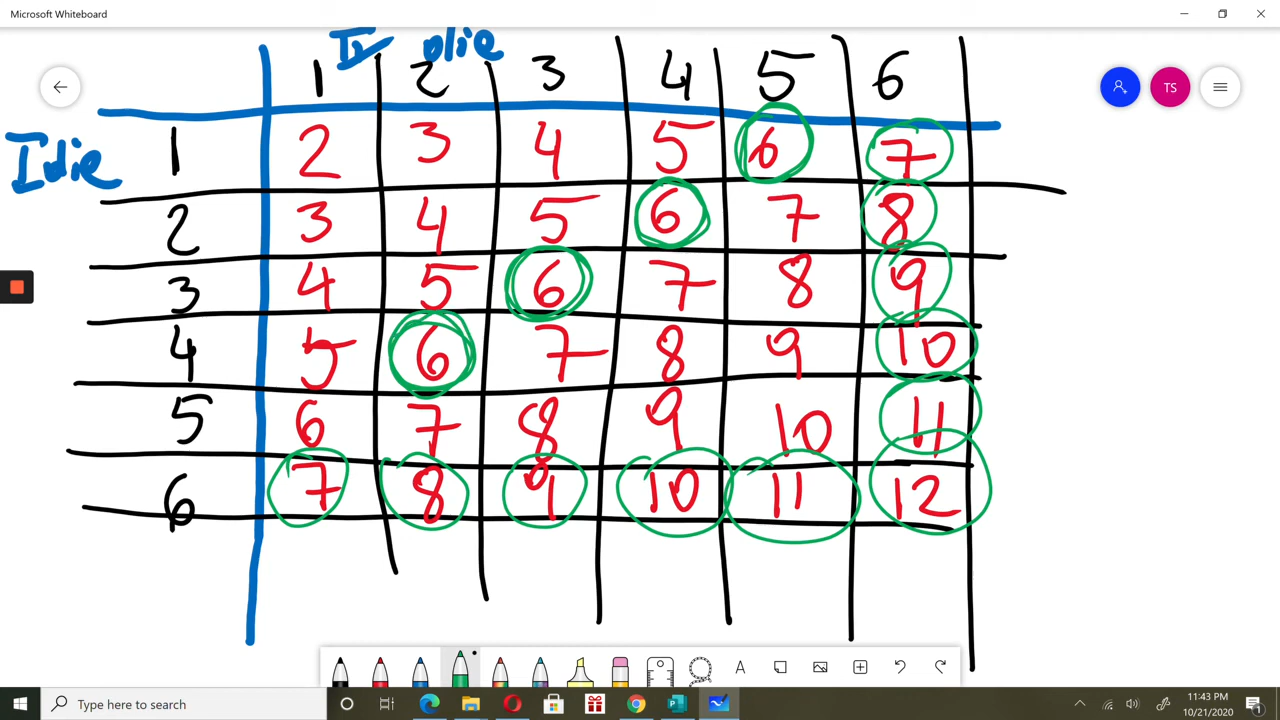 Microsoft Whiteboard
die
1 2 3 4 5 6
TS
I die
1 2 3 4 5 6 7
2 3 4 5 6 7 8
3 4 5 6 7 8 9
4 5 6 7 8 9 10
5 6 7 8 9 10 11
6 7 8 9 10 11 12
A
Type here to search
11:43 PM
10/21/2020
1